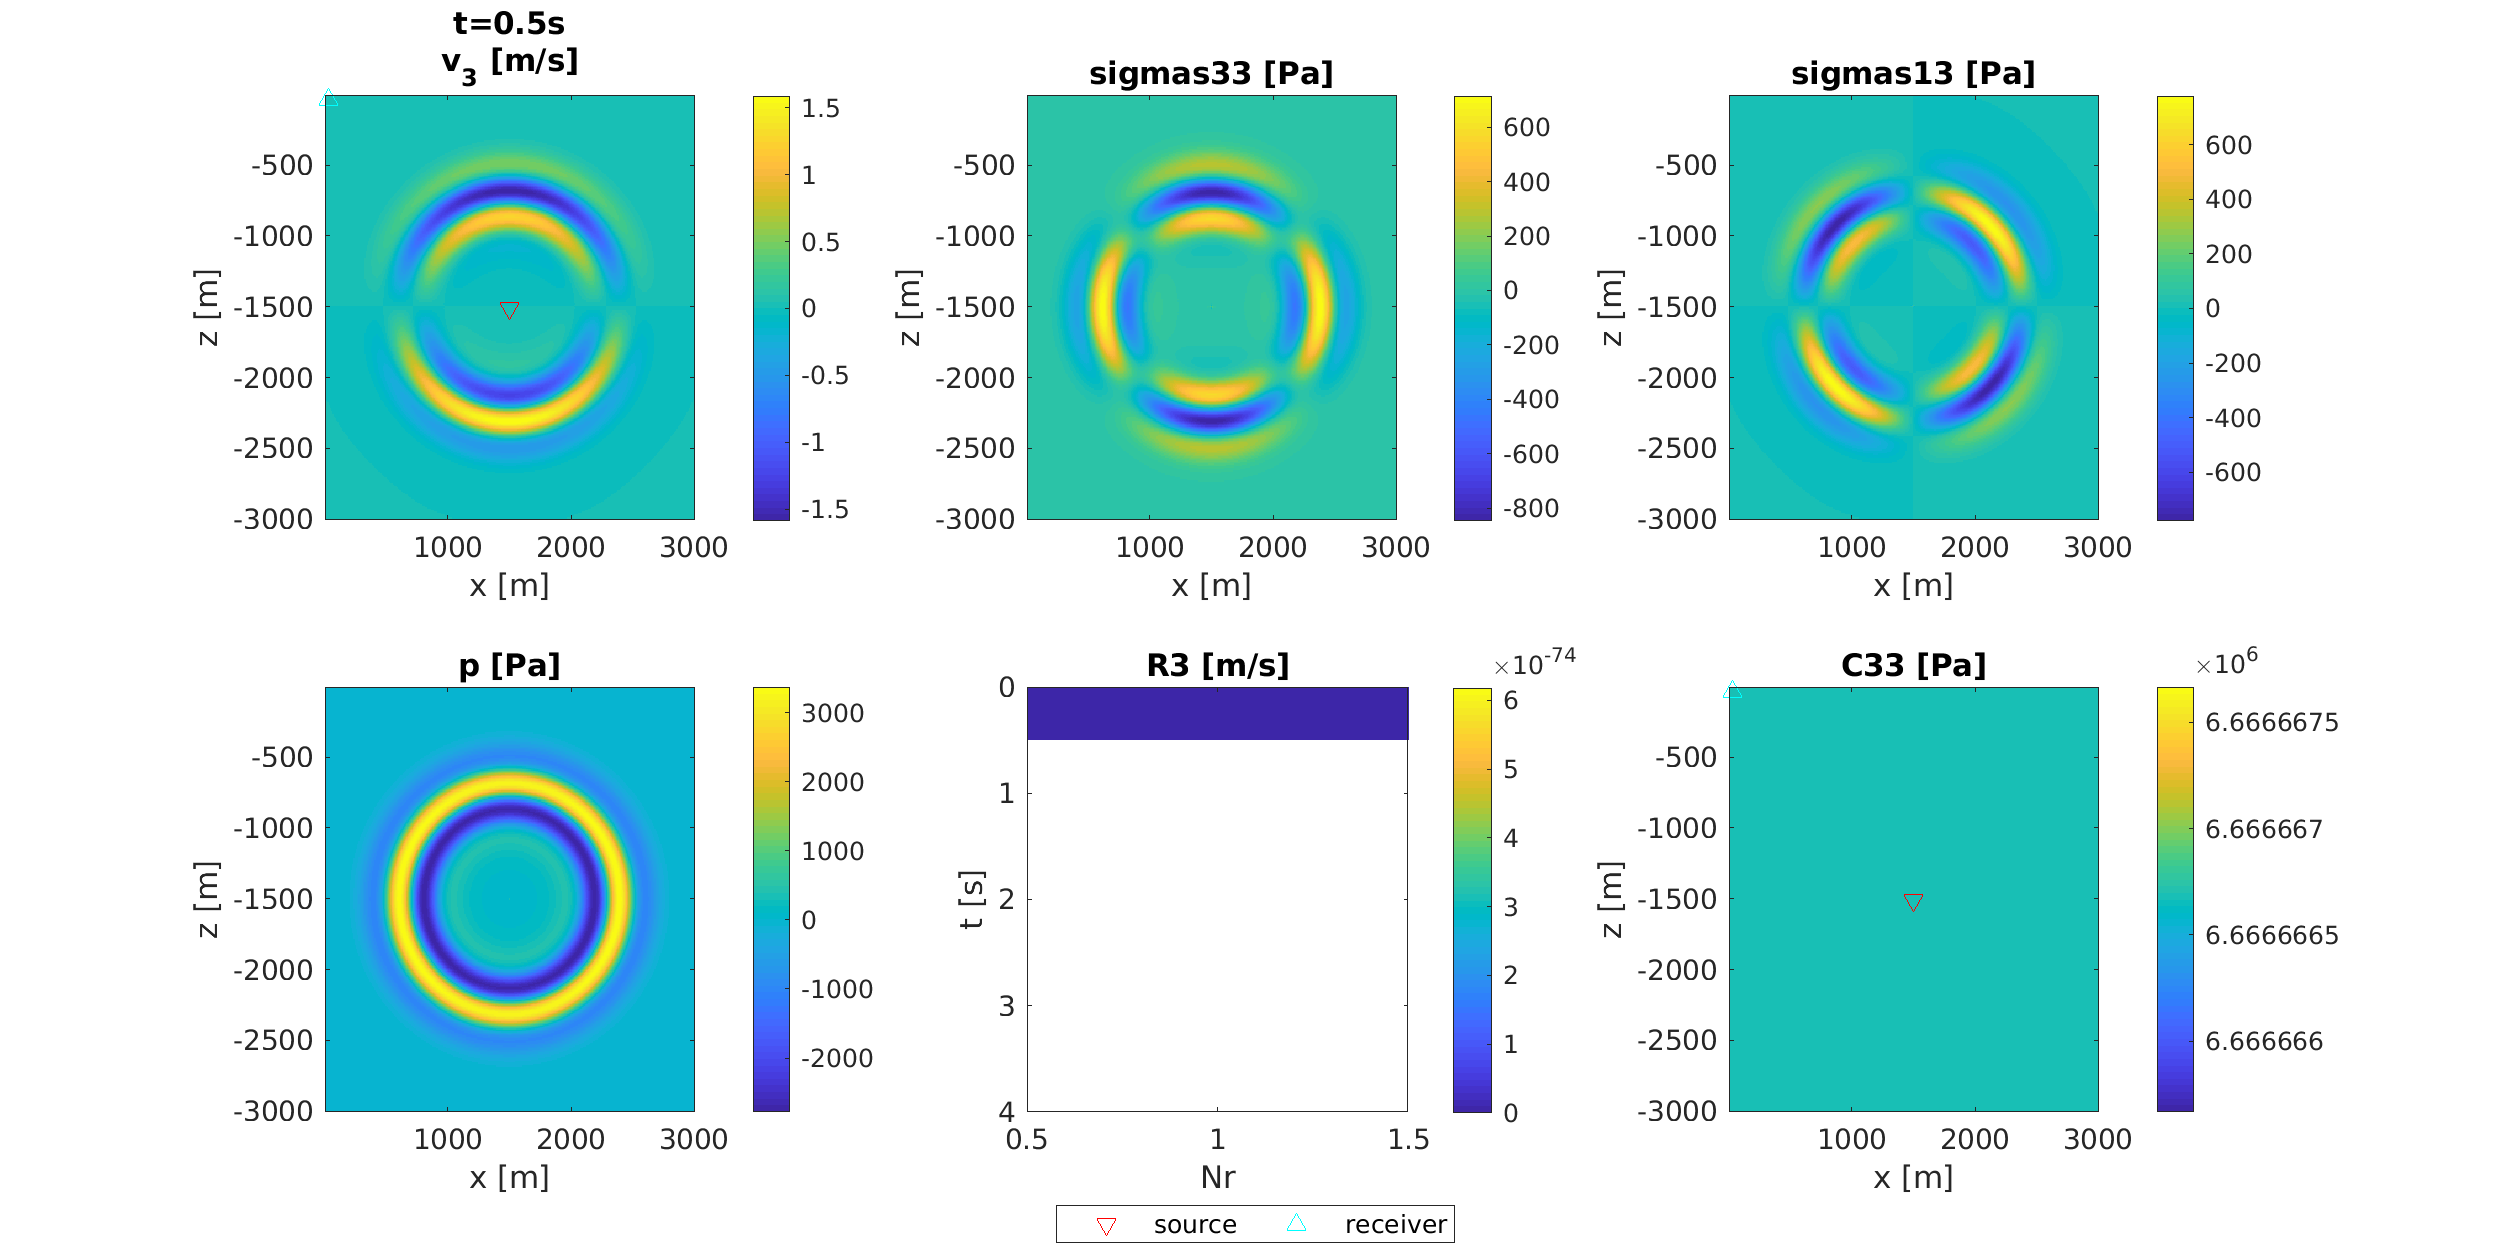 t=0.5s
v3 [m/s]
-500
-1000
-1500
-2000
-2500
-3000
z [m]
1000 2000 3000
x [m]
1.5
1
0.5
0
-0.5
-1
-1.5
sigmas33 [Pa]
-500
-1000
-1500
-2000
-2500
-3000
z [m]
1000 2000 3000
x [m]
600
400
200
0
-200
-400
-600
-800
sigmas13 [Pa]
-500
-1000
-1500
-2000
-2500
-3000
z [m]
1000 2000 3000
x [m]
600
400
200
0
-200
-400
-600
p [Pa]
-500
-1000
-1500
-2000
-2500
-3000
z [m]
1000 2000 3000
x [m]
3000
2000
1000
0
-1000
-2000
R3 [m/s]
0
1
2
3
4
t [s]
0.5 1 1.5
Nr
×10-74
6
5
4
3
2
1
0
C33 [Pa]
-500
-1000
-1500
-2000
-2500
-3000
z [m]
1000 2000 3000
x [m]
×106
6.6666675
6.666667
6.6666665
6.666666
source receiver